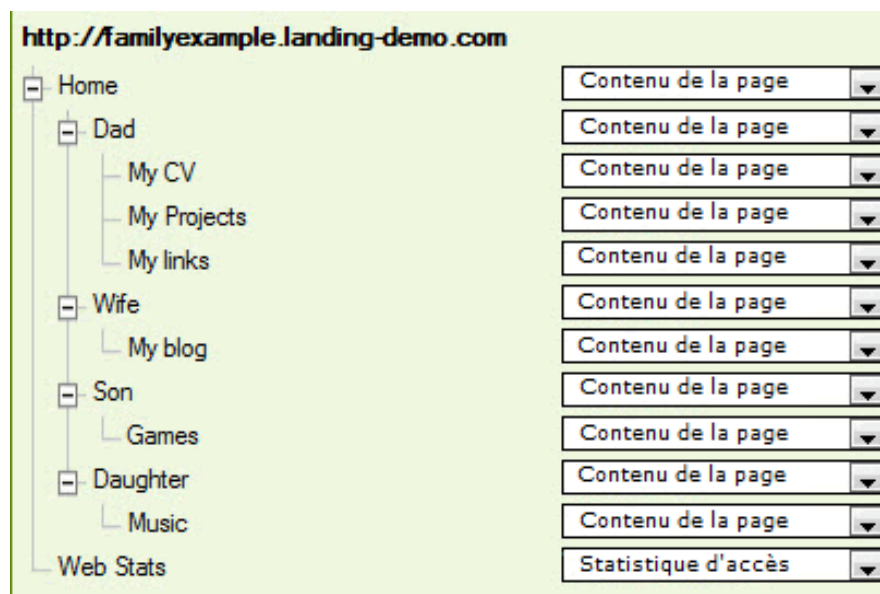 http://familyexample.landing-demo.com
Home Contenu de la page
Dad Contenu de la page
My CV Contenu de la page
My Projects Contenu de la page
My links Contenu de la page
Wife Contenu de la page
My blog Contenu de la page
Son Contenu de la page
Games Contenu de la page
Daughter Contenu de la page
Music Contenu de la page
Web Stats Statistique d'accès